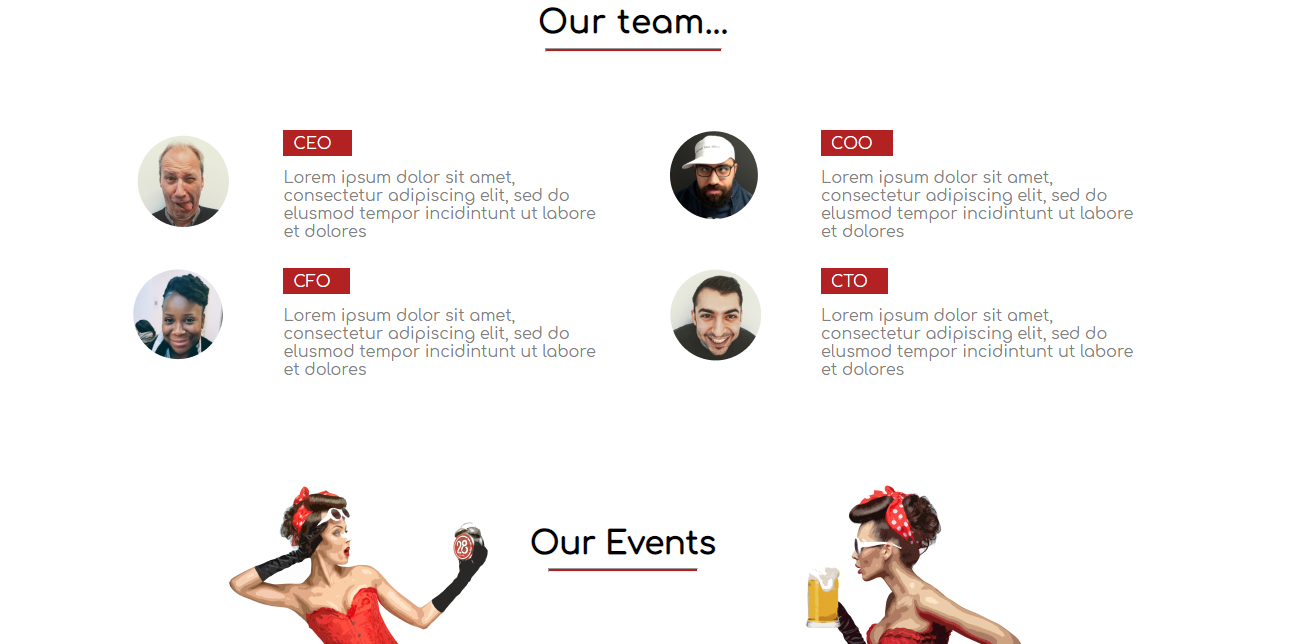 Our team...
CEO
Lorem ipsum dolor sit amet,
consectetur adipiscing elit, sed do
elusmod tempor incidintunt ut labore
et dolores
COO
Lorem ipsum dolor sit amet,
consectetur adipiscing elit, sed do
elusmod tempor incidintunt ut labore
et dolores
CFO
Lorem ipsum dolor sit amet,
consectetur adipiscing elit, sed do
elusmod tempor incidintunt ut labore
et dolores
CTO
Lorem ipsum dolor sit amet,
consectetur adipiscing elit, sed do
elusmod tempor incidintunt ut labore
et dolores
28
Our Events